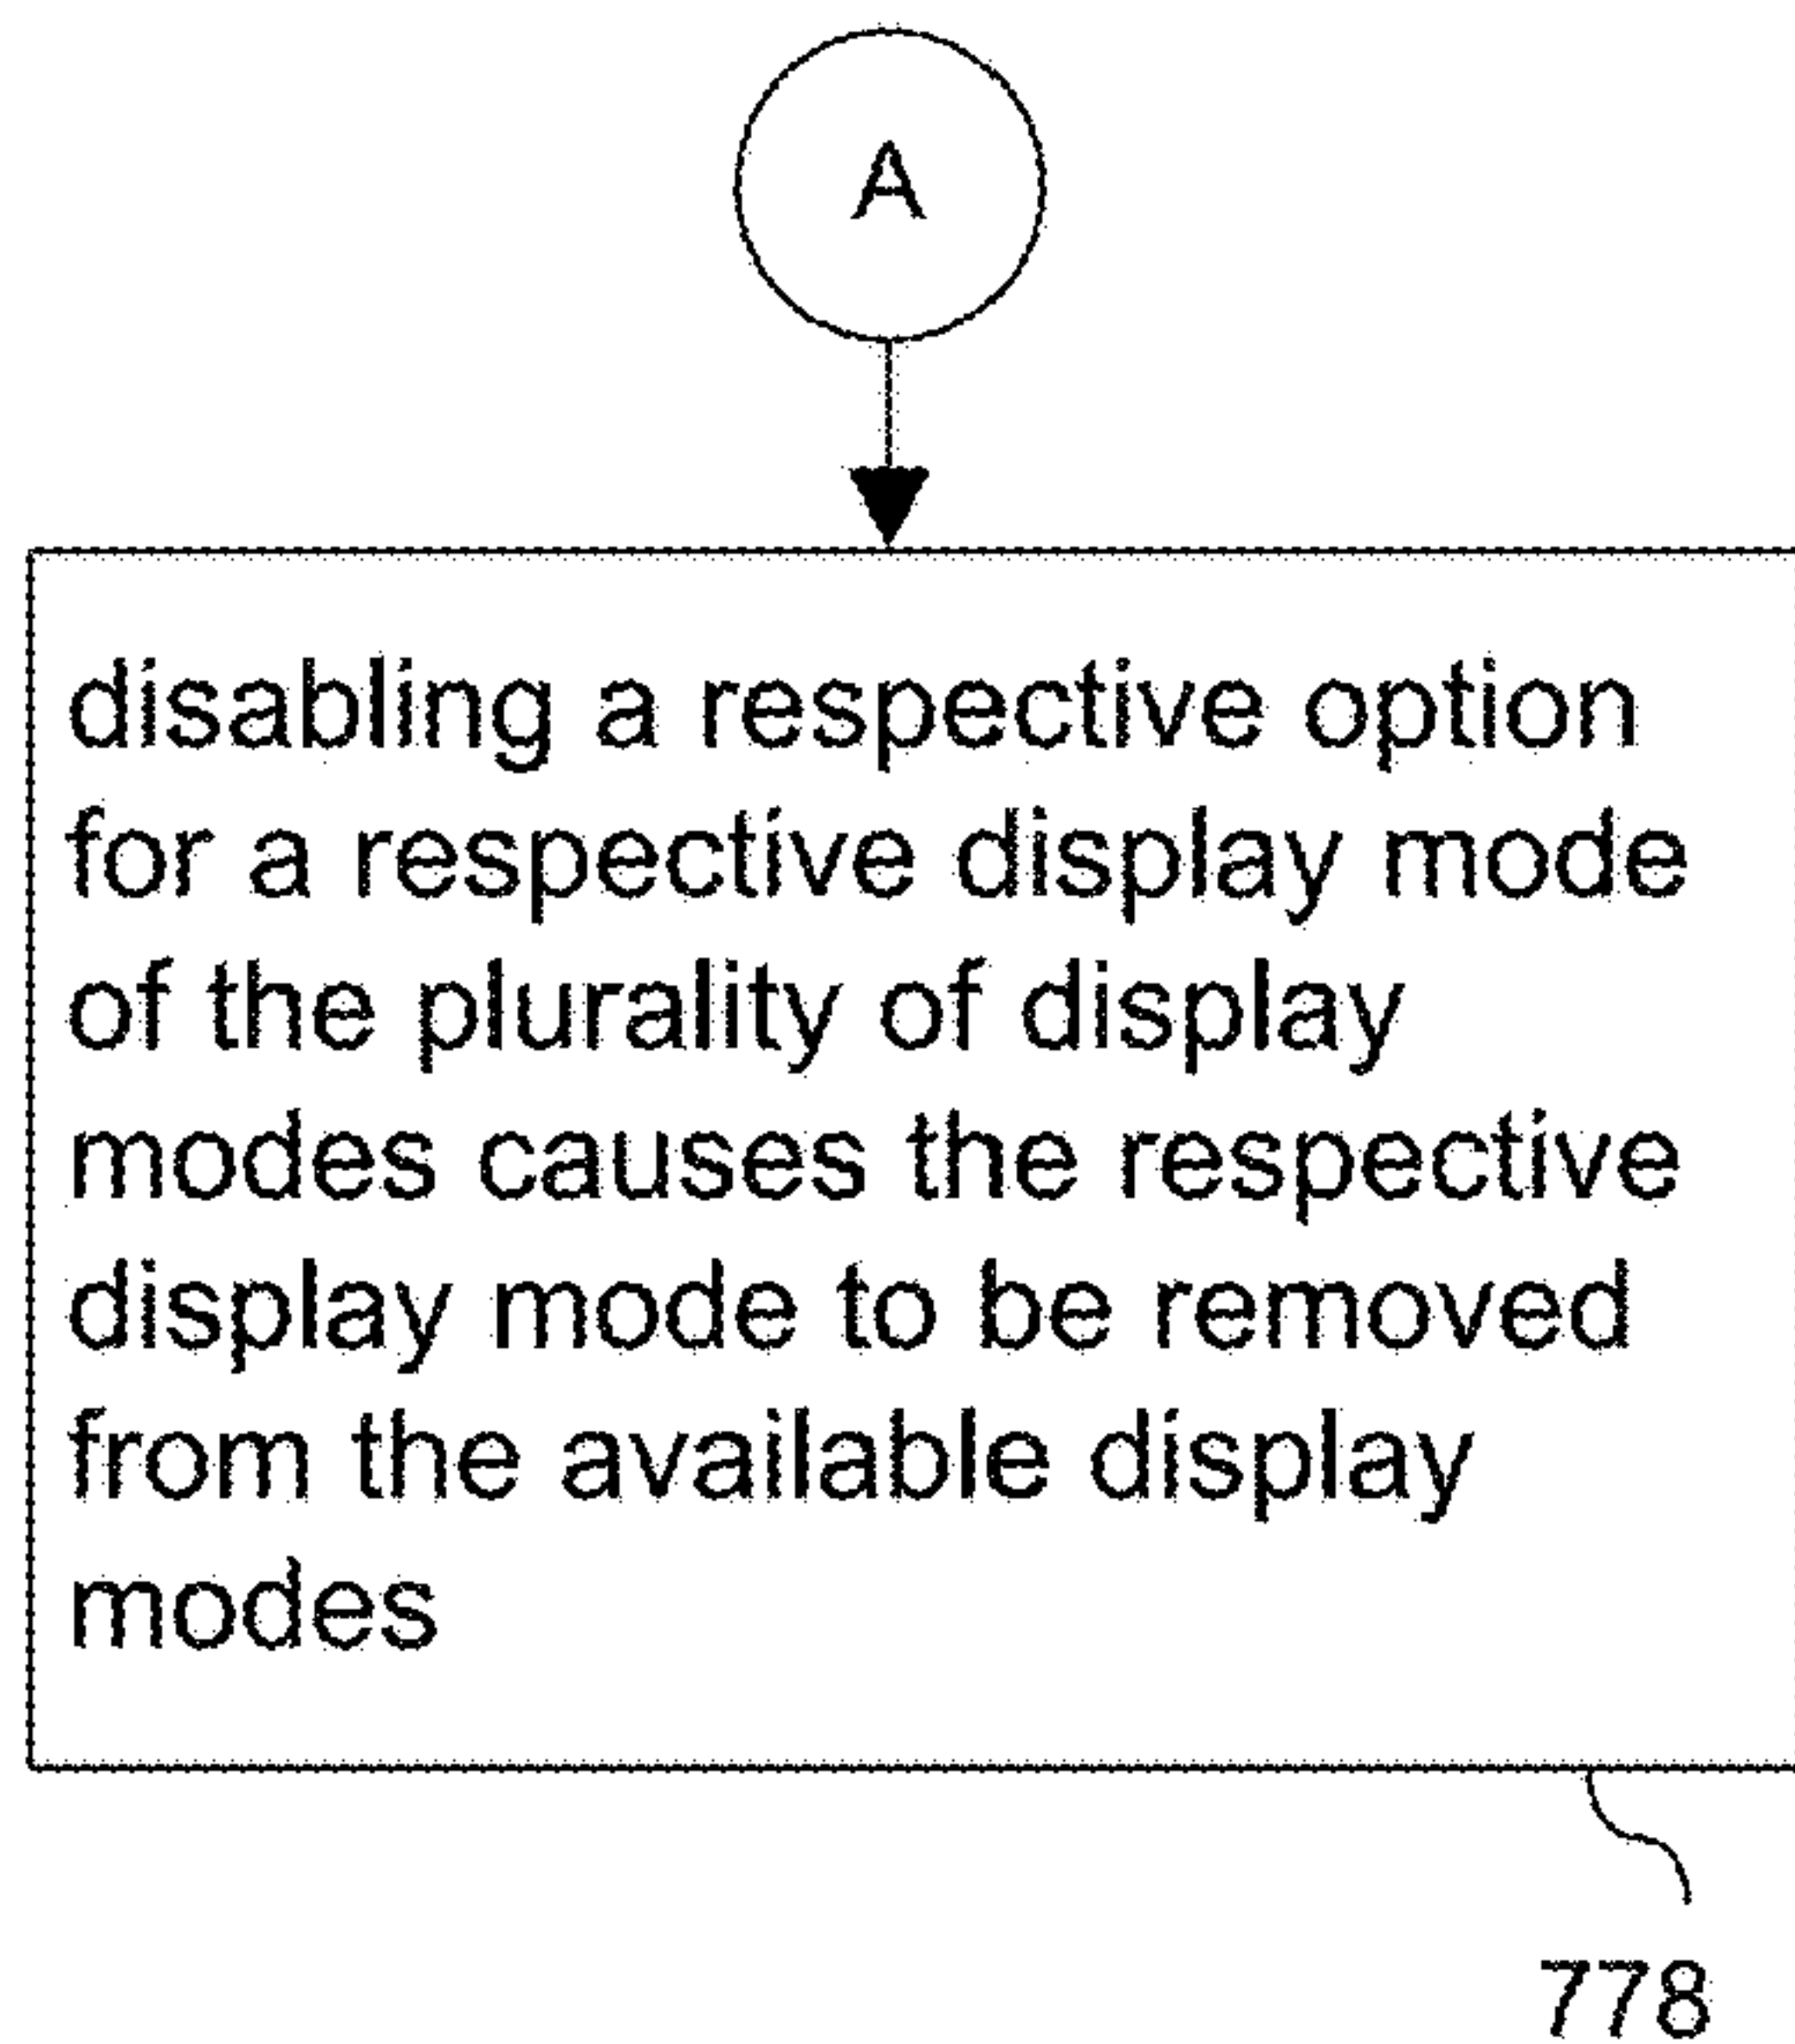 A
disabling a respective option
for a respective display mode
of the plurality of display
modes causes the respective
display mode to be removed
from the available display
modes
778